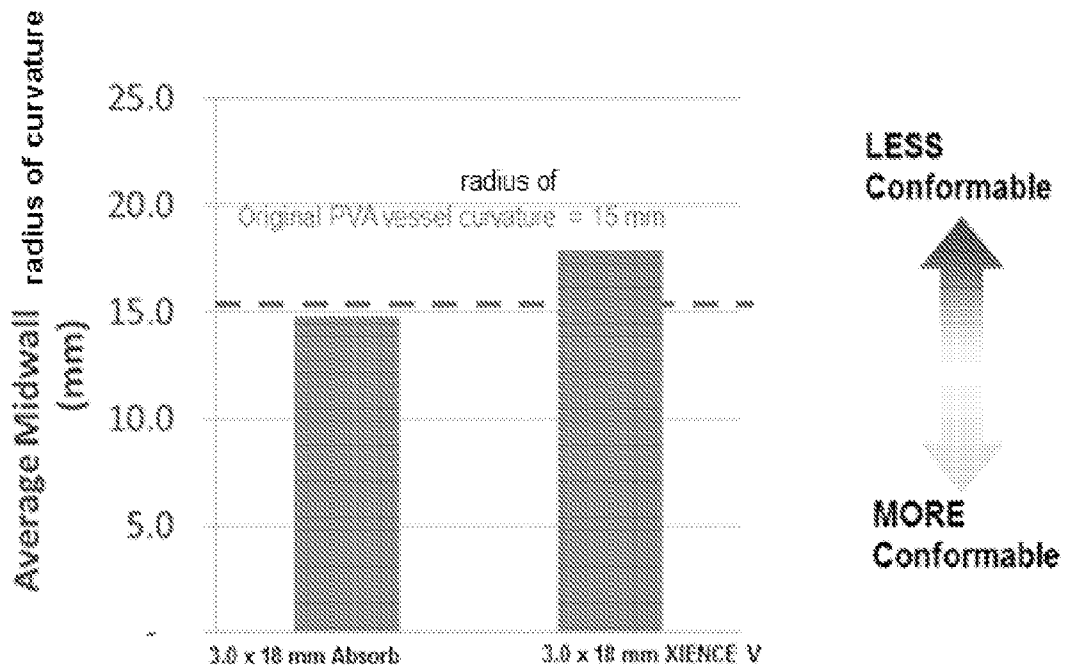 Average Midwall radius of curvature
(mm)
25.0
20.0
15.0
10.0
5.0
-
radius of
Original PVA vessel curvature = 15 mm
3.0 x 18 mm Absorb
3.0 x 18 mm XIENCE V
LESS
Conformable
MORE
Conformable